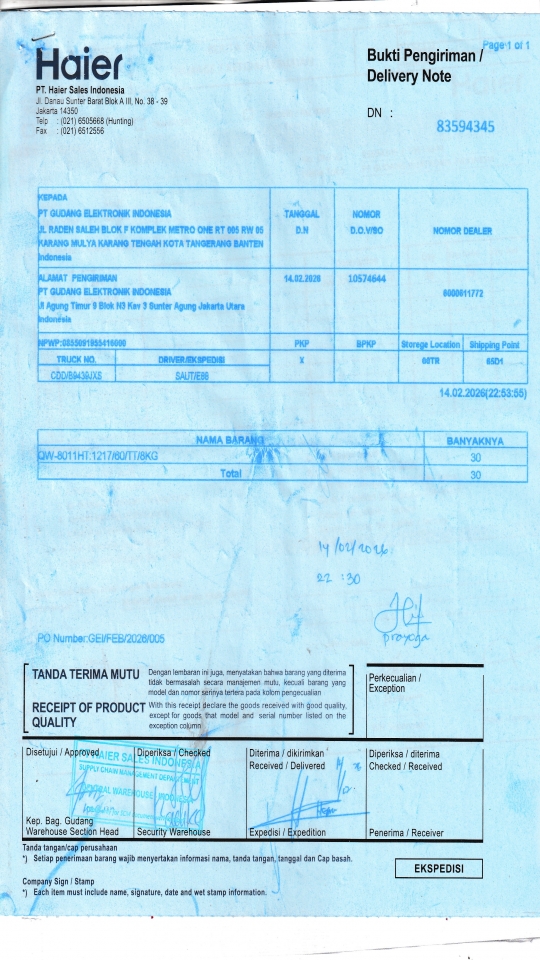 Page 1 of 1
Haier
PT. Haier Sales Indonesia
Jl. Danau Sunter Barat Blok A III, No. 38 - 39
Jakarta 14350
Telp : (021) 6505668 (Hunting)
Fax : (021) 6512556
Bukti Pengiriman /
Delivery Note
DN :
83594345
KEPADA
PT GUDANG ELEKTRONIK INDONESIA
JL RADEN SALEH BLOK F KOMPLEK METRO ONE RT 005 RW 05
KARANG MULYA KARANG TENGAH KOTA TANGERANG BANTEN
Indonesia
TANGGAL
D.N
NOMOR
D.O.V/SO
NOMOR DEALER
ALAMAT PENGIRIMAN
PT GUDANG ELEKTRONIK INDONESIA
Jl Agung Timur 8 Blok N3 Kav 3 Sunter Agung Jakarta Utara
Indonesia
14.02.2026
10574644
NPWP:
PKP
BPKP
Storege Location
Shipping Point
TRUCK NO.
DRIVER/EKSPEDISI
X
CDD/B9439JXS
14.02.2026(22:53:55)
NAMA BARANG
BANYAKNYA
QW-8011HT.1217/60/TT/8KG
30
Total
30
14/02/2026
22:30
prayoga
PO Number:GEI/FEB/2026/005
TANDA TERIMA MUTU
Dengan lembaran ini juga, menyatakan bahwa barang yang diterima
tidak bermasalah secara manajemen mutu, kecuali barang yang
model dan nomor serinya tertera pada kolom pengecualian
RECEIPT OF PRODUCT
QUALITY
With this receipt declare the goods received with good quality,
except for goods that model and serial number listed on the
exception column
Perkecualian /
Exception
Disetujui / Approved
Diperiksa / Checked
Diterima / dikirimkan
Received / Delivered
Diperiksa / diterima
Checked / Received
HAIER SALES INDONESIA
SUPPLY CHAIN MANAGEMENT DEPARTMENT
Kep. Bag. Gudang
Warehouse Section Head
Security Warehouse
Expedisi / Expedition
Penerima / Receiver
Tanda tangan/cap perusahaan
*) Setiap penerimaan barang wajib menyertakan informasi nama, tanda tangan, tanggal dan Cap basah.
EKSPEDISI
Company Sign / Stamp
*) Each item must include name, signature, date and wet stamp information.